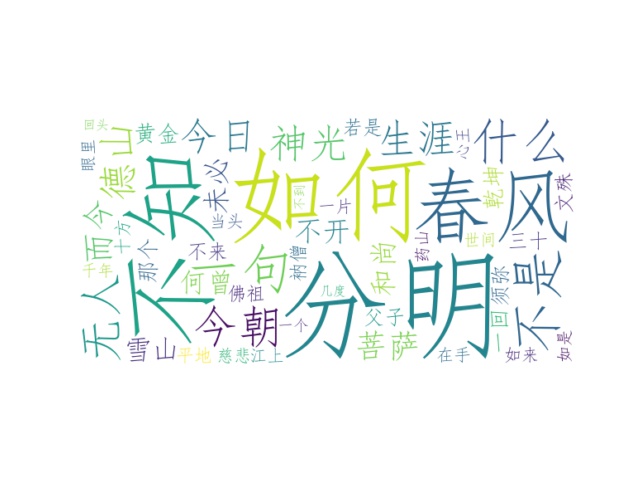 回头
眼里
黄金
今日
神光
若是
生涯
心王
什么
德山
不知
未必
如何
不到
一片
春风
乾坤
文殊
无人
而今
十方
千年
那个
不来
当头
何曾
一句
衲僧
不开
和尚
药山
世间
三十
佛祖
分明
几度
一回
须弥
不是
雪山
平地
慈悲
江上
今朝
一个
父子
菩萨
在手
如来
如是